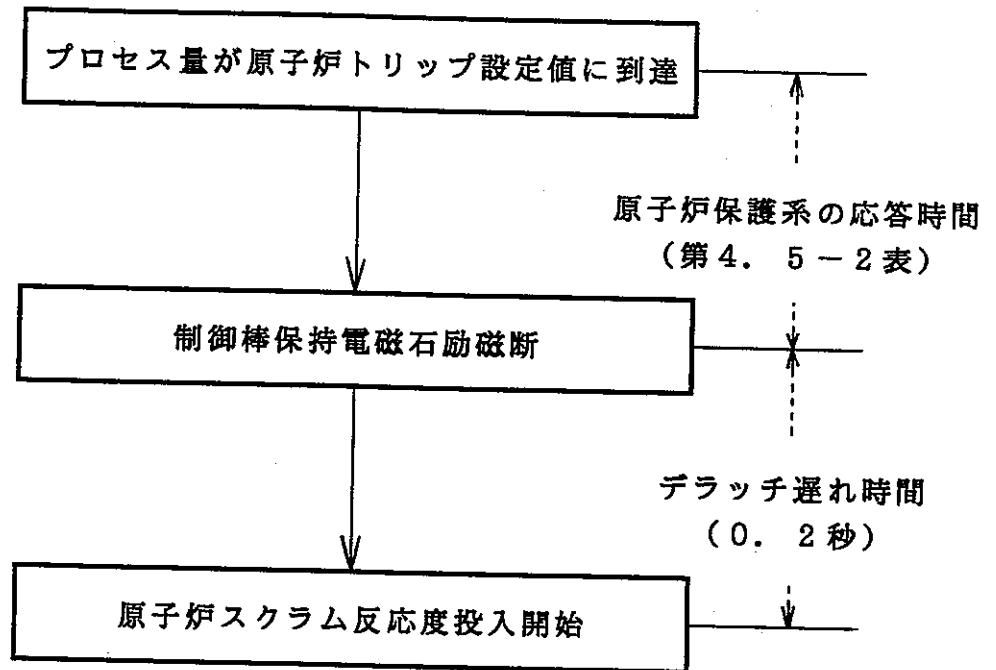 プロセス量が原子炉トリップ設定値に到達
原子炉保護系の応答時間
(第4. 5-2表)
制御棒保持電磁石励磁断
デラッチ遅れ時間
(0. 2秒)
原子炉スクラム反応度投入開始